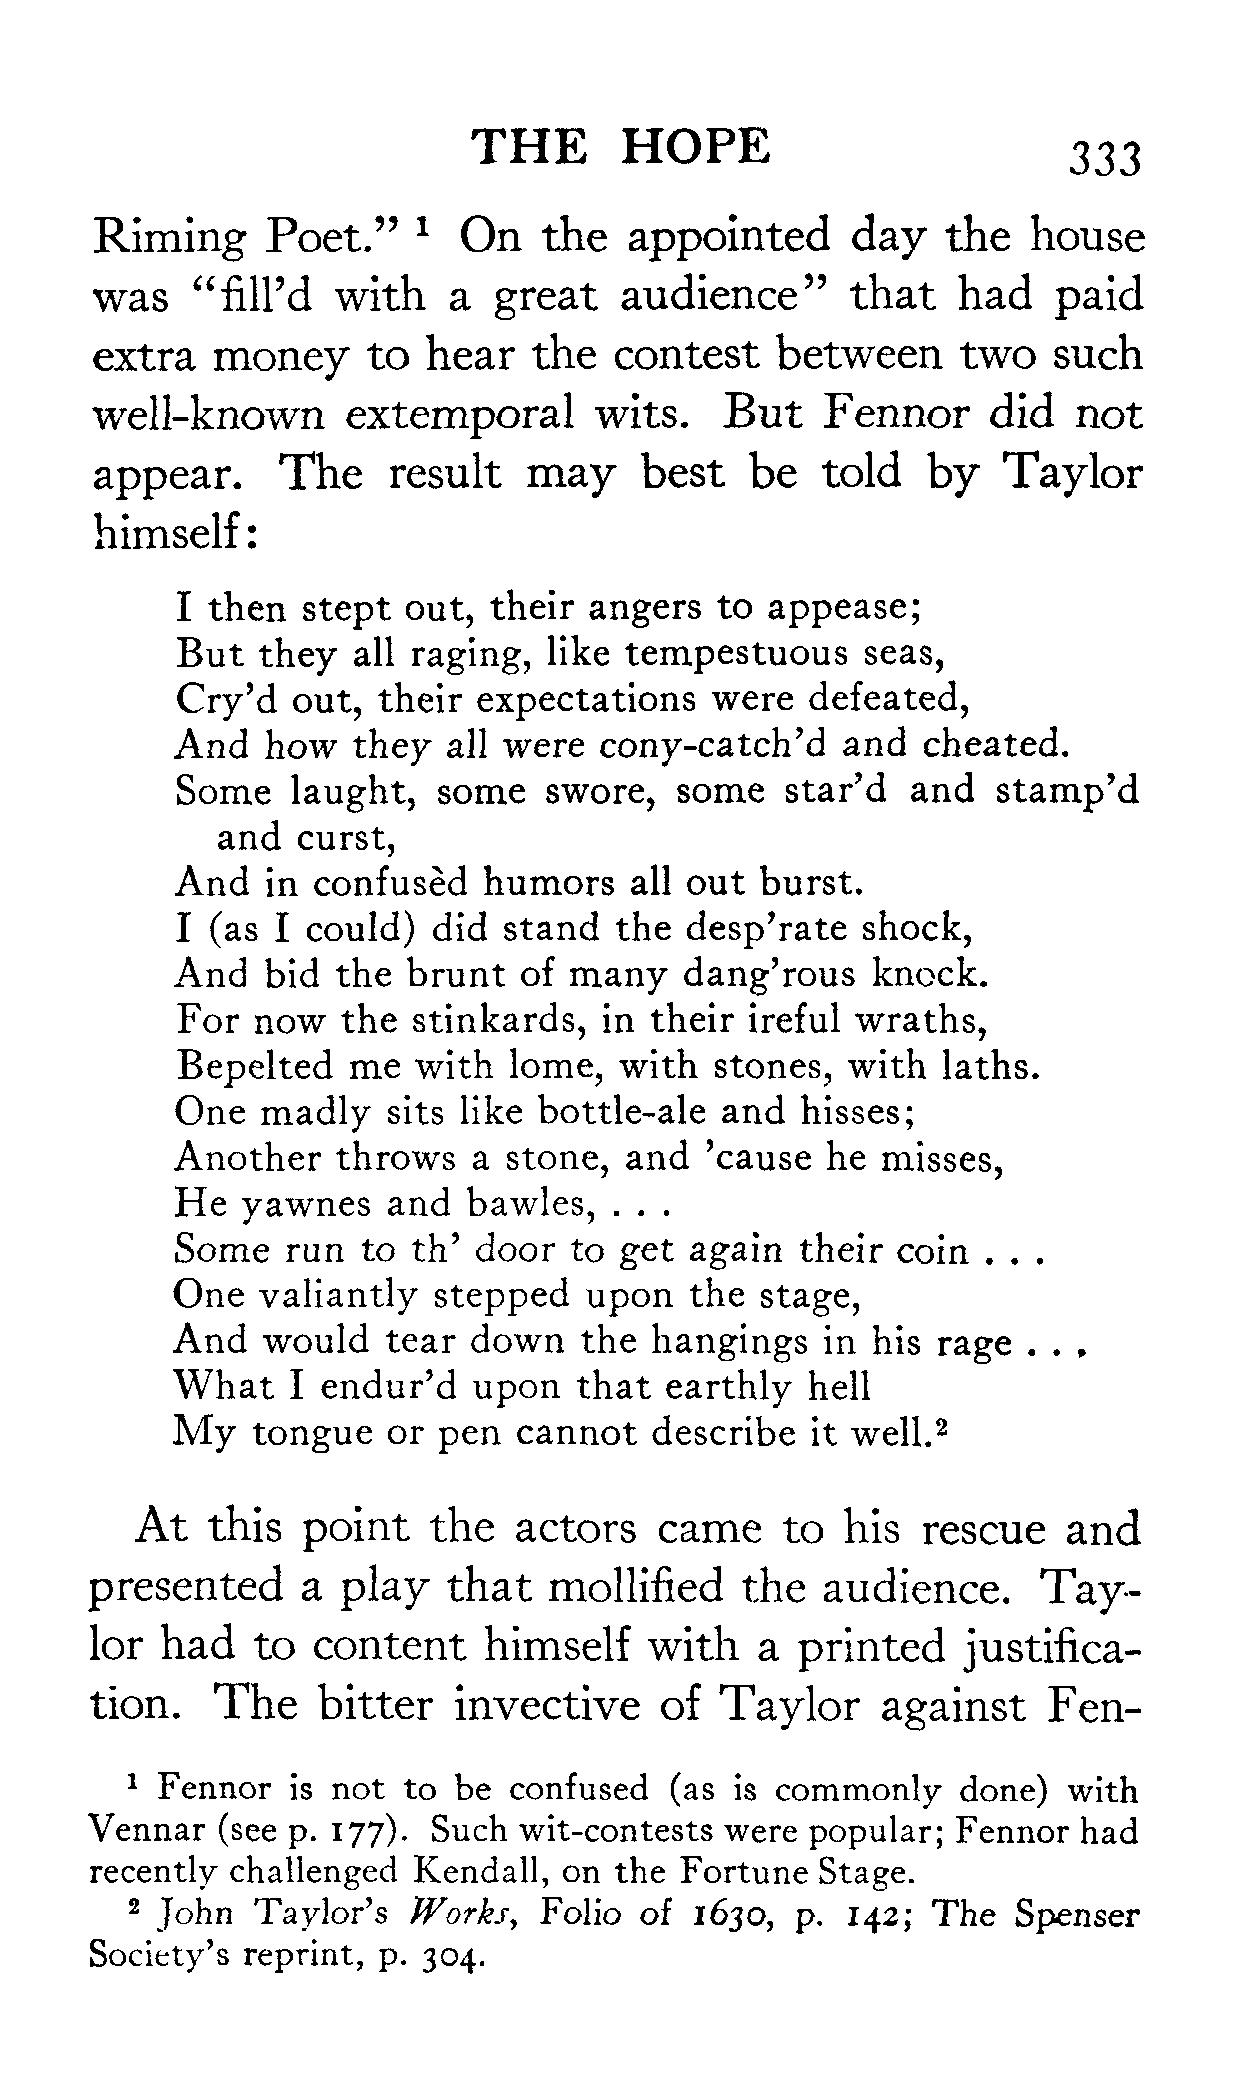 THE HOPE 333
Riming Poet.” ¹ On the appointed day the house
was “fill’d with a great audience” that had paid
extra money to hear the contest between two such
well-known extemporal wits. But Fennor did not
appear. The result may best be told by Taylor
himself:
I then stept out, their angers to appease;
But they all raging, like tempestuous seas,
Cry’d out, their expectations were defeated,
And how they all were cony-catch’d and cheated.
Some laught, some swore, some star’d and stamp’d
and curst,
And in confusèd humors all out burst.
I (as I could) did stand the desp’rate shock,
And bid the brunt of many dang’rous knock.
For now the stinkards, in their ireful wraths,
Bepelted me with lome, with stones, with laths.
One madly sits like bottle-ale and hisses;
Another throws a stone, and ’cause he misses,
He yawnes and bawles, . . .
Some run to th’ door to get again their coin . . .
One valiantly stepped upon the stage,
And would tear down the hangings in his rage . . .
What I endur’d upon that earthly hell
My tongue or pen cannot describe it well.²
At this point the actors came to his rescue and
presented a play that mollified the audience. Tay-
lor had to content himself with a printed justifica-
tion. The bitter invective of Taylor against Fen-
¹ Fennor is not to be confused (as is commonly done) with
Vennar (see p. 177). Such wit-contests were popular; Fennor had
recently challenged Kendall, on the Fortune Stage.
² John Taylor’s Works, Folio of 1630, p. 142; The Spenser
Society’s reprint, p. 304.